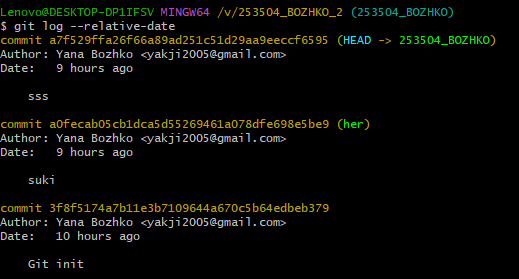 Lenovo@DESKTOP-DP1IFSV MINGW64 /v/253504_BOZHKO_2 (253504_BOZHKO)
$ git log --relative-date
commit a7f529ffa26f66a89ad251c51d29aa9eeccf6595 (HEAD -> 253504_BOZHKO)
Author: Yana Bozhko <yakji2005@gmail.com>
Date:   9 hours ago
    sss
commit a0fecab05cb1dca5d55269461a078dfe698e5be9 (her)
Author: Yana Bozhko <yakji2005@gmail.com>
Date:   9 hours ago
    suki
commit 3f8f5174a7b11e3b7109644a670c5b64edbeb379
Author: Yana Bozhko <yakji2005@gmail.com>
Date:   10 hours ago
    Git init